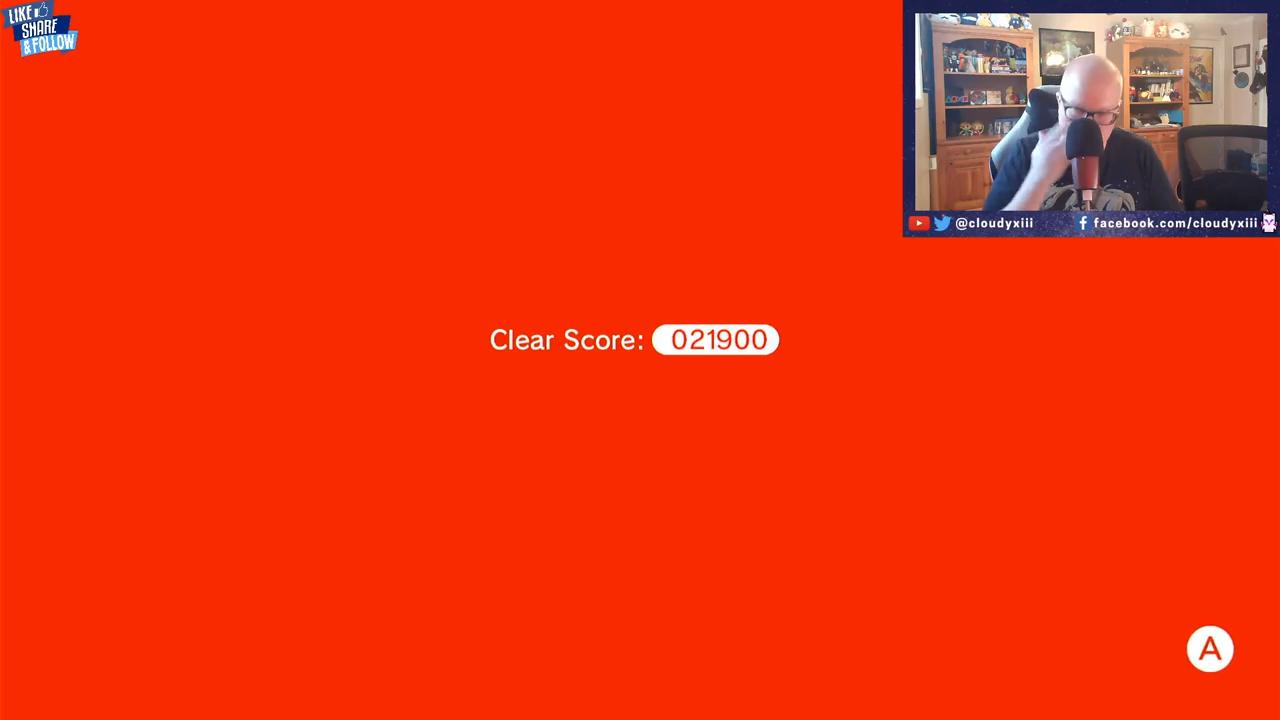 LIKE
SHARE
& FOLLOW
@cloudyxiii
facebook.com/cloudyxiii
Clear Score: 021900
A